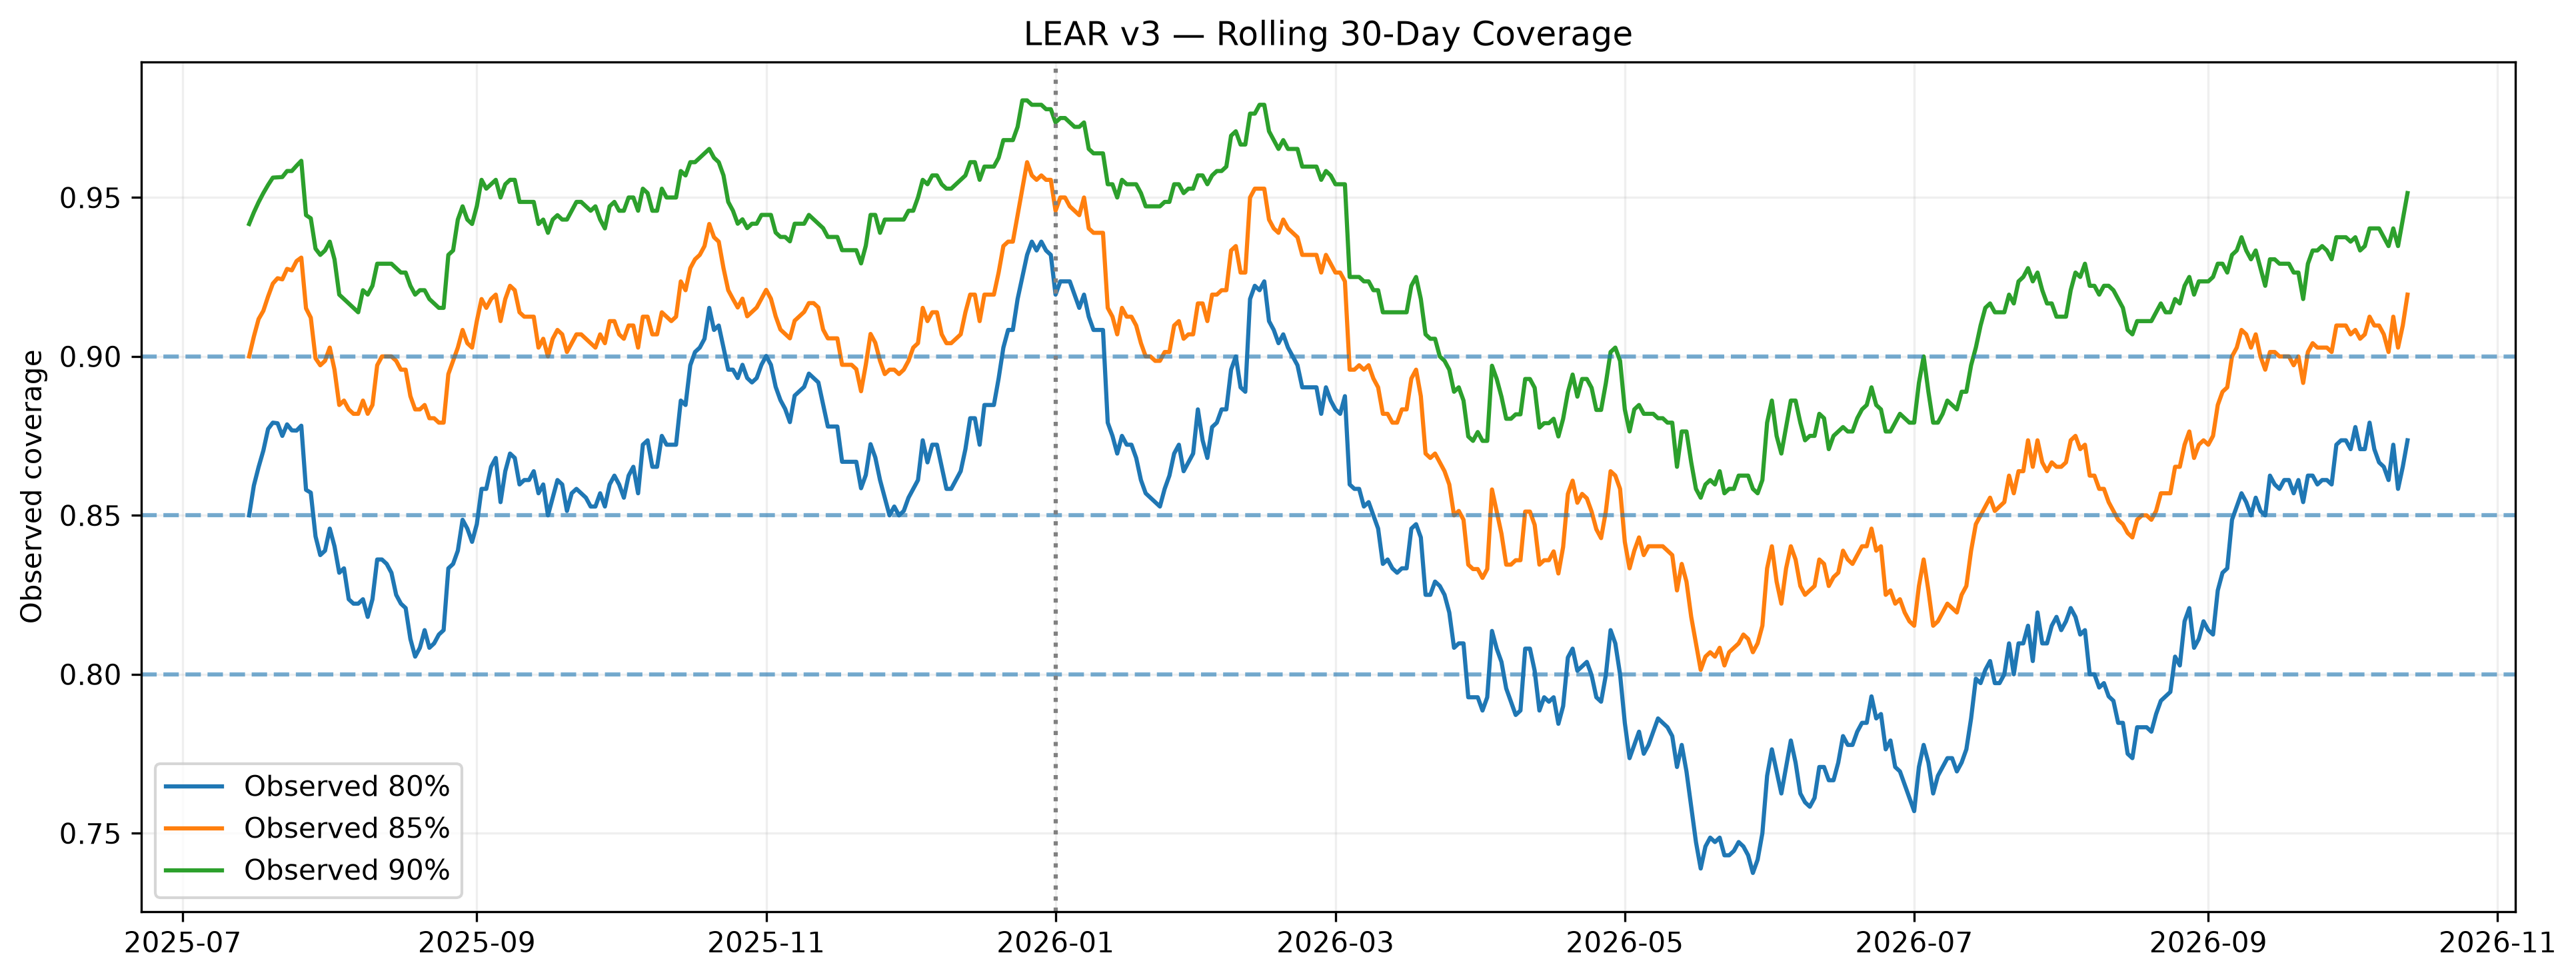 LEAR v3 — Rolling 30-Day Coverage
Observed coverage
0.95
0.90
0.85
0.80
0.75
Observed 80%
Observed 85%
Observed 90%
2025-07
2025-09
2025-11
2026-01
2026-03
2026-05
2026-07
2026-09
2026-11